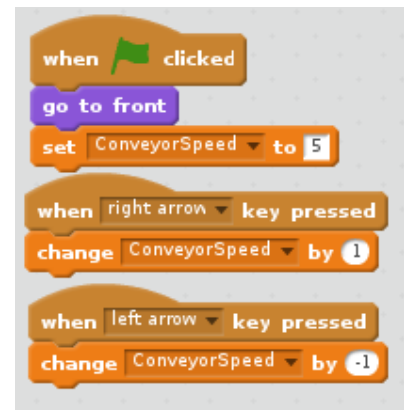 when clicked
go to front
set ConveyorSpeed to 5
when right arrow key pressed
change ConveyorSpeed by 1
when left arrow key pressed
change ConveyorSpeed by -1